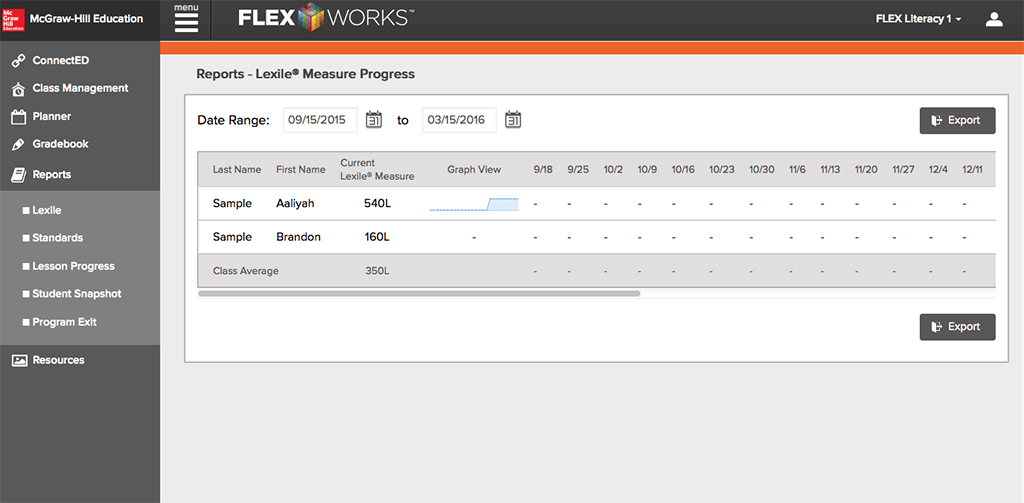 Mc Graw Hill Education
McGraw-Hill Education
menu
FLEX WORKS™
FLEX Literacy 1
ConnectED
Class Management
Planner
Gradebook
Reports
Lexile
Standards
Lesson Progress
Student Snapshot
Program Exit
Resources
Reports - Lexile® Measure Progress
Date Range: 09/15/2015 31 to 03/15/2016 31
Export
Last Name First Name Current Lexile® Measure Graph View 9/18 9/25 10/2 10/9 10/16 10/23 10/30 11/6 11/13 11/20 11/27 12/4 12/11
Sample Aaliyah 540L - - - - - - - - - - - - -
Sample Brandon 160L - - - - - - - - - - - - - -
Class Average 350L - - - - - - - - - - - - -
Export